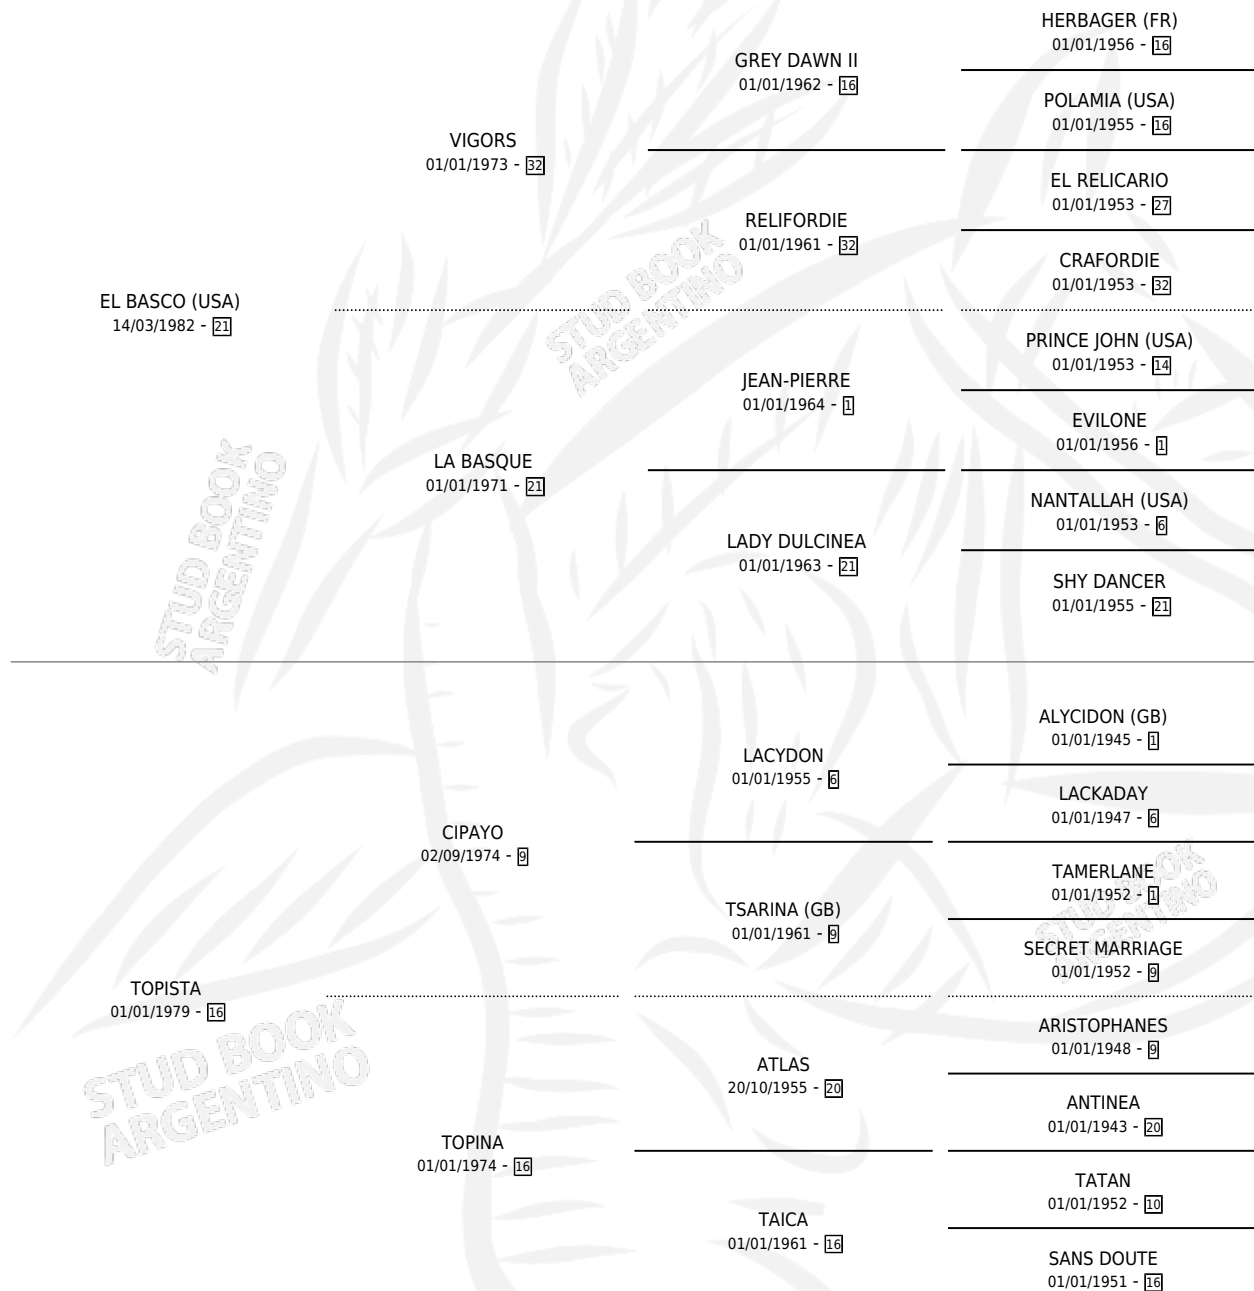 HERBAGER (FR)
01/01/1956 - 16
GREY DAWN II
01/01/1962 - 16
POLAMIA (USA)
01/01/1955 - 16
VIGORS
01/01/1973 - 32
EL RELICARIO
01/01/1953 - 27
RELIFORDIE
01/01/1961 - 32
CRAFORDIE
01/01/1953 - 32
EL BASCO (USA)
14/03/1982 - 21
PRINCE JOHN (USA)
01/01/1953 - 14
JEAN-PIERRE
01/01/1964 - 1
EVILONE
01/01/1956 - 1
LA BASQUE
01/01/1971 - 21
NANTALLAH (USA)
01/01/1953 - 6
LADY DULCINEA
01/01/1963 - 21
SHY DANCER
01/01/1955 - 21
STUD BOOK
ARGENTINO
STUD BOOK
ARGENTINO
ALYCIDON (GB)
01/01/1945 - 1
LACYDON
01/01/1955 - 6
LACKADAY
01/01/1947 - 6
CIPAYO
02/09/1974 - 9
TAMERLANE
01/01/1952 - 1
TSARINA (GB)
01/01/1961 - 9
SECRET MARRIAGE
01/01/1952 - 9
STUD BOOK
ARGENTINO
TOPISTA
01/01/1979 - 16
ARISTOPHANES
01/01/1948 - 9
ATLAS
20/10/1955 - 20
ANTINEA
01/01/1943 - 20
STUD BOOK
ARGENTINO
TOPINA
01/01/1974 - 16
TATAN
01/01/1952 - 10
TAICA
01/01/1961 - 16
SANS DOUTE
01/01/1951 - 16